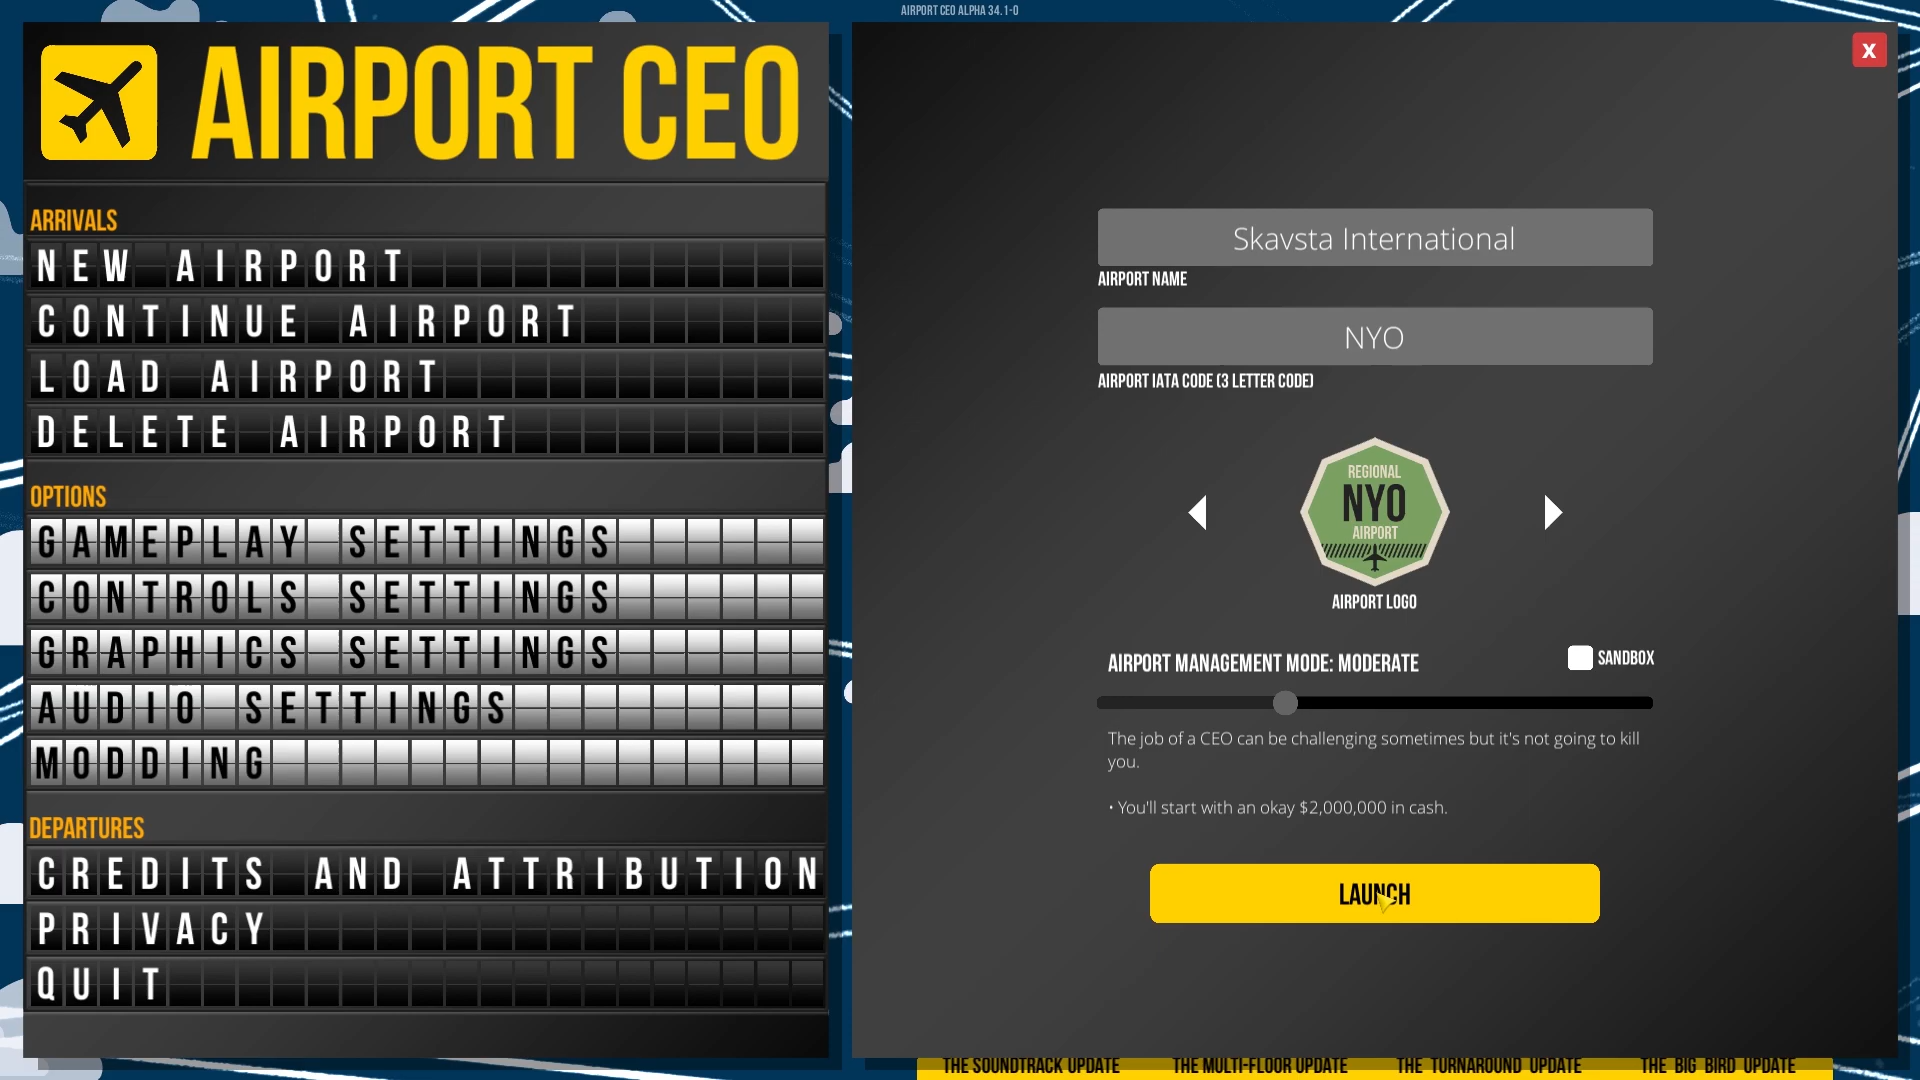 AIRPORT CEO ALPHA 34.1-0
AIRPORT CEO
ARRIVALS
NEW AIRPORT
CONTINUE AIRPORT
LOAD AIRPORT
DELETE AIRPORT
OPTIONS
GAMEPLAY SETTINGS
CONTROLS SETTINGS
GRAPHICS SETTINGS
AUDIO SETTINGS
MODDING
DEPARTURES
CREDITS AND ATTRIBUTION
PRIVACY
QUIT
X
Skavsta International
AIRPORT NAME
NYO
AIRPORT IATA CODE (3 LETTER CODE)
REGIONAL
NYO
AIRPORT
AIRPORT LOGO
AIRPORT MANAGEMENT MODE: MODERATE
SANDBOX
The job of a CEO can be challenging sometimes but it's not going to kill
you.
• You'll start with an okay $2,000,000 in cash.
LAUNCH
THE SOUNDTRACK UPDATE THE MULTI-FLOOR UPDATE THE TURNAROUND UPDATE THE BIG BIRD UPDATE